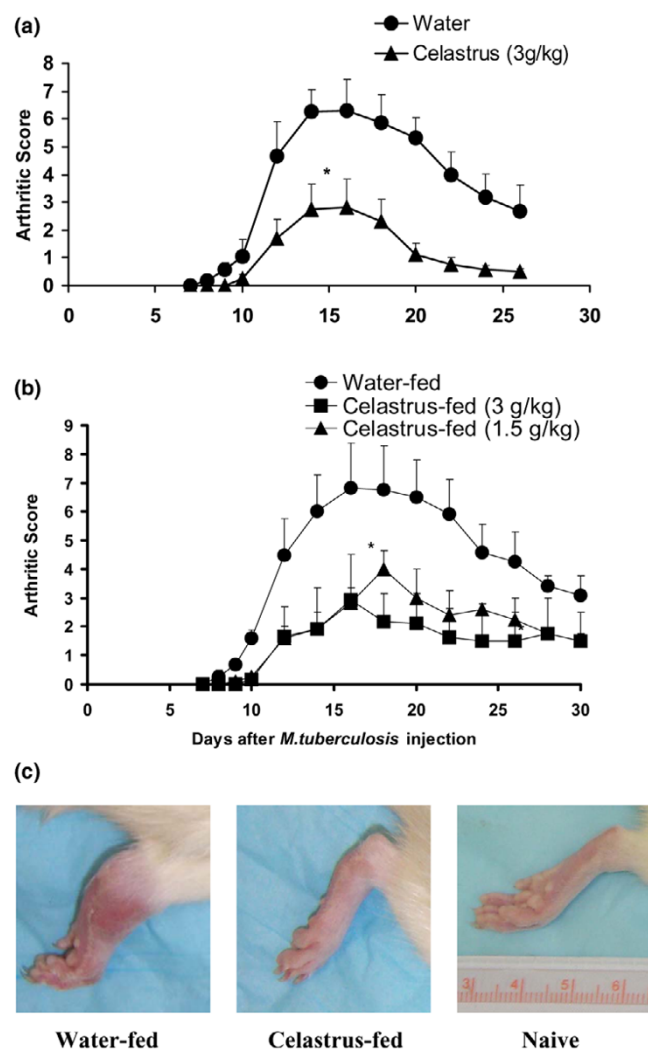 (a)
Water
Celastrus (3g/kg)
8
7
6
5
4
3
2
1
0
Arthritic Score
*
0 5 10 15 20 25 30
(b)
Water-fed
Celastrus-fed (3 g/kg)
Celastrus-fed (1.5 g/kg)
9
8
7
6
5
4
3
2
1
0
Arthritic Score
*
*
0 5 10 15 20 25 30
Days after M.tuberculosis injection
(c)
3 4 5 6
Water-fed Celastrus-fed Naive